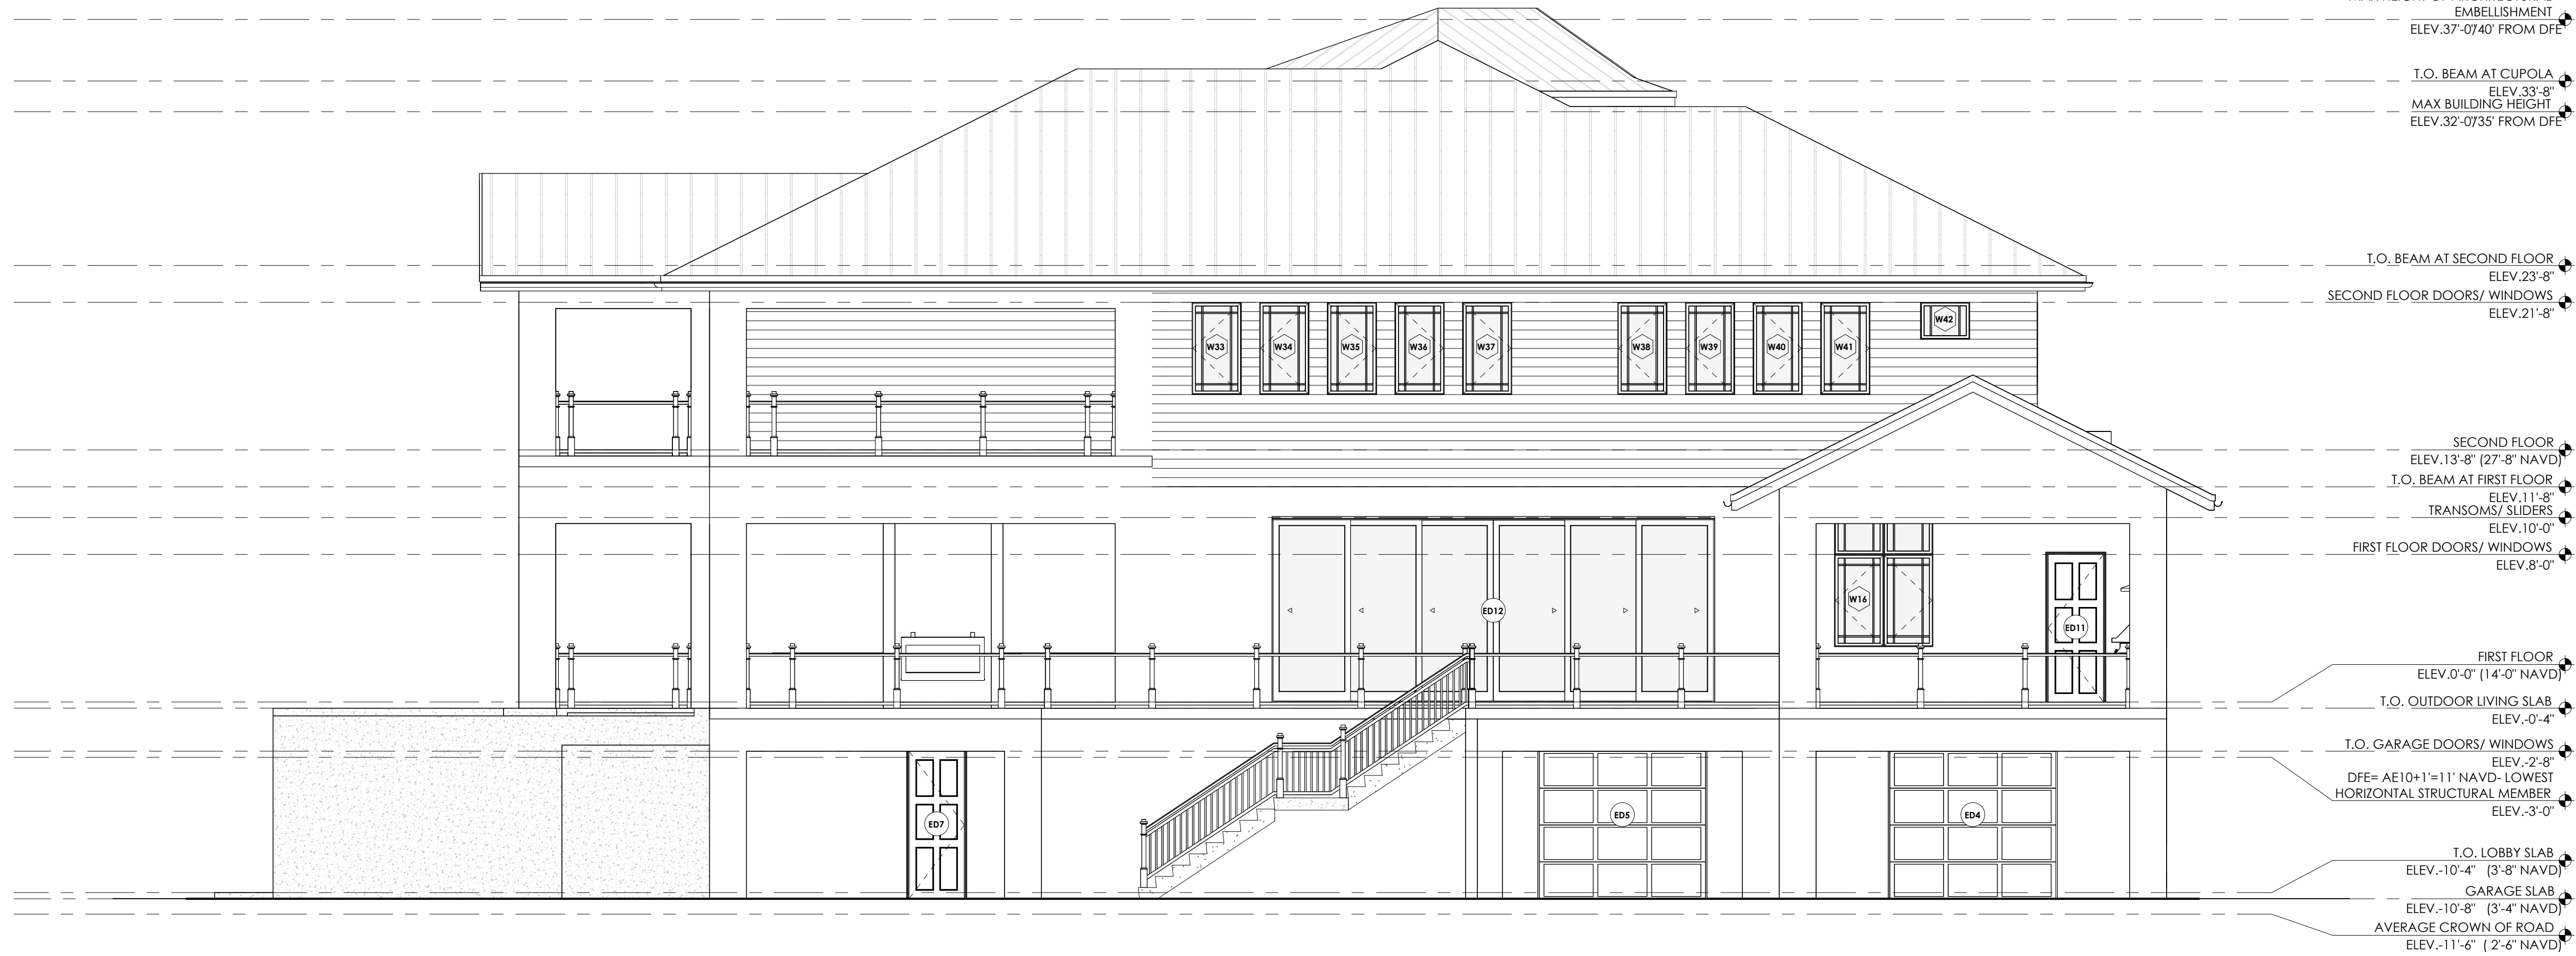 EMBELLISHMENT
ELEV.37'-0"/40' FROM DFE
T.O. BEAM AT CUPOLA
ELEV.33'-8"
MAX BUILDING HEIGHT
ELEV.32'-0"/35' FROM DFE
T.O. BEAM AT SECOND FLOOR
ELEV.23'-8"
SECOND FLOOR DOORS/ WINDOWS
ELEV.21'-8"
W42
W33 W34 W35 W36 W37 W38 W39 W40 W41
SECOND FLOOR
ELEV.13'-8" (27'-8" NAVD)
T.O. BEAM AT FIRST FLOOR
ELEV.11'-8"
TRANSOMS/ SLIDERS
ELEV.10'-0"
FIRST FLOOR DOORS/ WINDOWS
ELEV.8'-0"
W16
ED12
ED11
FIRST FLOOR
ELEV.0'-0" (14'-0" NAVD)
T.O. OUTDOOR LIVING SLAB
ELEV.-0'-4"
T.O. GARAGE DOORS/ WINDOWS
ELEV.-2'-8"
DFE= AE10+1'=11' NAVD- LOWEST
HORIZONTAL STRUCTURAL MEMBER
ELEV.-3'-0"
ED5 ED4
ED7
T.O. LOBBY SLAB
ELEV.-10'-4" (3'-8" NAVD)
GARAGE SLAB
ELEV.-10'-8" (3'-4" NAVD)
AVERAGE CROWN OF ROAD
ELEV.-11'-6" ( 2'-6" NAVD)